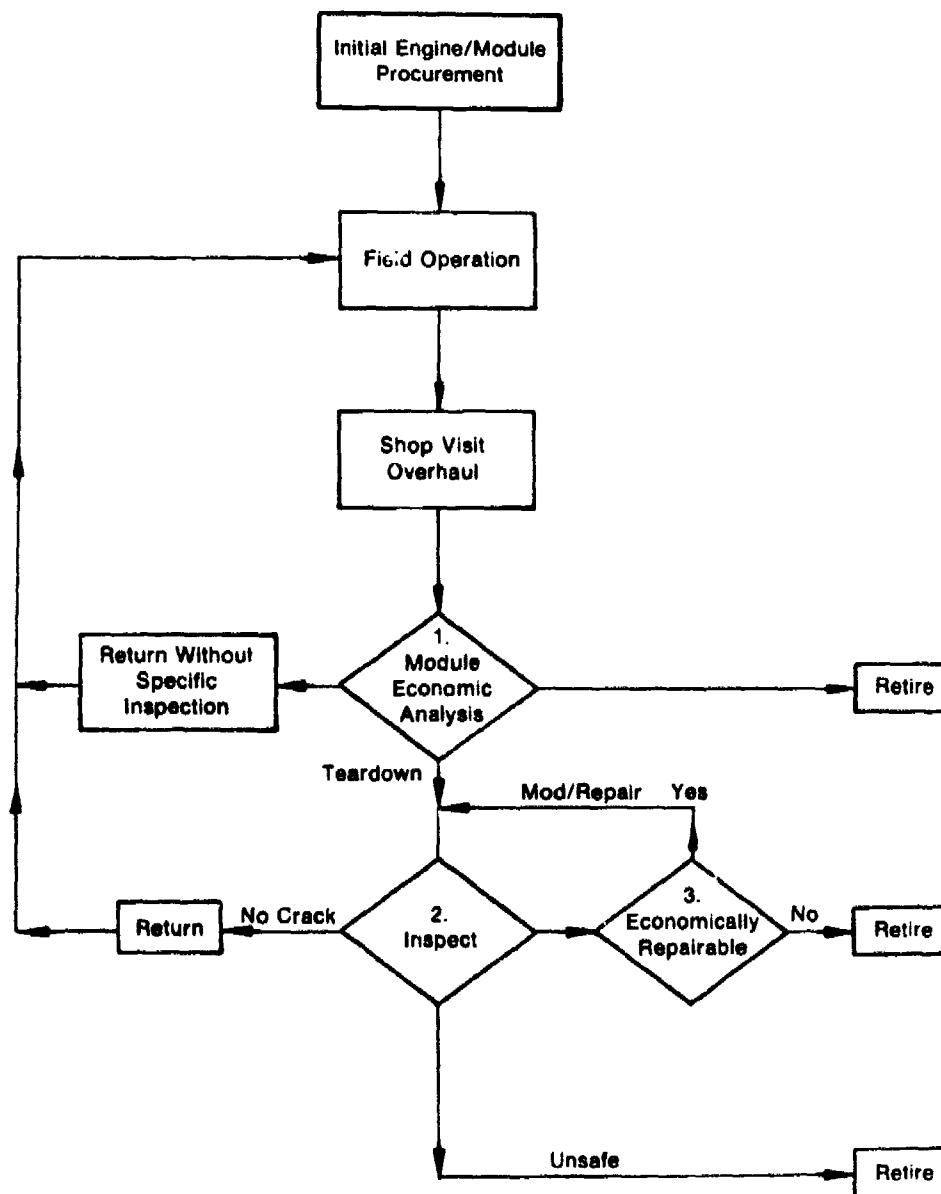 Initial Engine/Module
Procurement
Field Operation
Shop Visit
Overhaul
1.
Module
Economic
Analysis
Return Without
Specific
Inspection
Retire
Teardown
Mod/Repair Yes
2.
Inspect
No Crack
Return
3.
Economically
Repairable
No
Retire
Unsafe
Retire